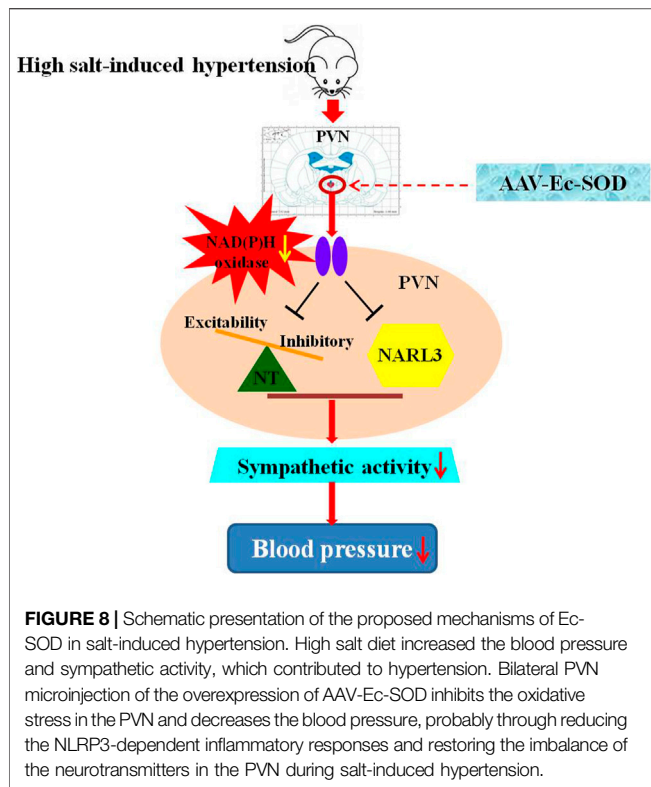 High salt-induced hypertension
PVN
AAV-Ec-SOD
NAD(P)H
oxidase
PVN
Excitability
Inhibitory
NARL3
NT
Sympathetic activity
Blood pressure
FIGURE 8 | Schematic presentation of the proposed mechanisms of Ec-
SOD in salt-induced hypertension. High salt diet increased the blood pressure
and sympathetic activity, which contributed to hypertension. Bilateral PVN
microinjection of the overexpression of AAV-Ec-SOD inhibits the oxidative
stress in the PVN and decreases the blood pressure, probably through reducing
the NLRP3-dependent inflammatory responses and restoring the imbalance of
the neurotransmitters in the PVN during salt-induced hypertension.